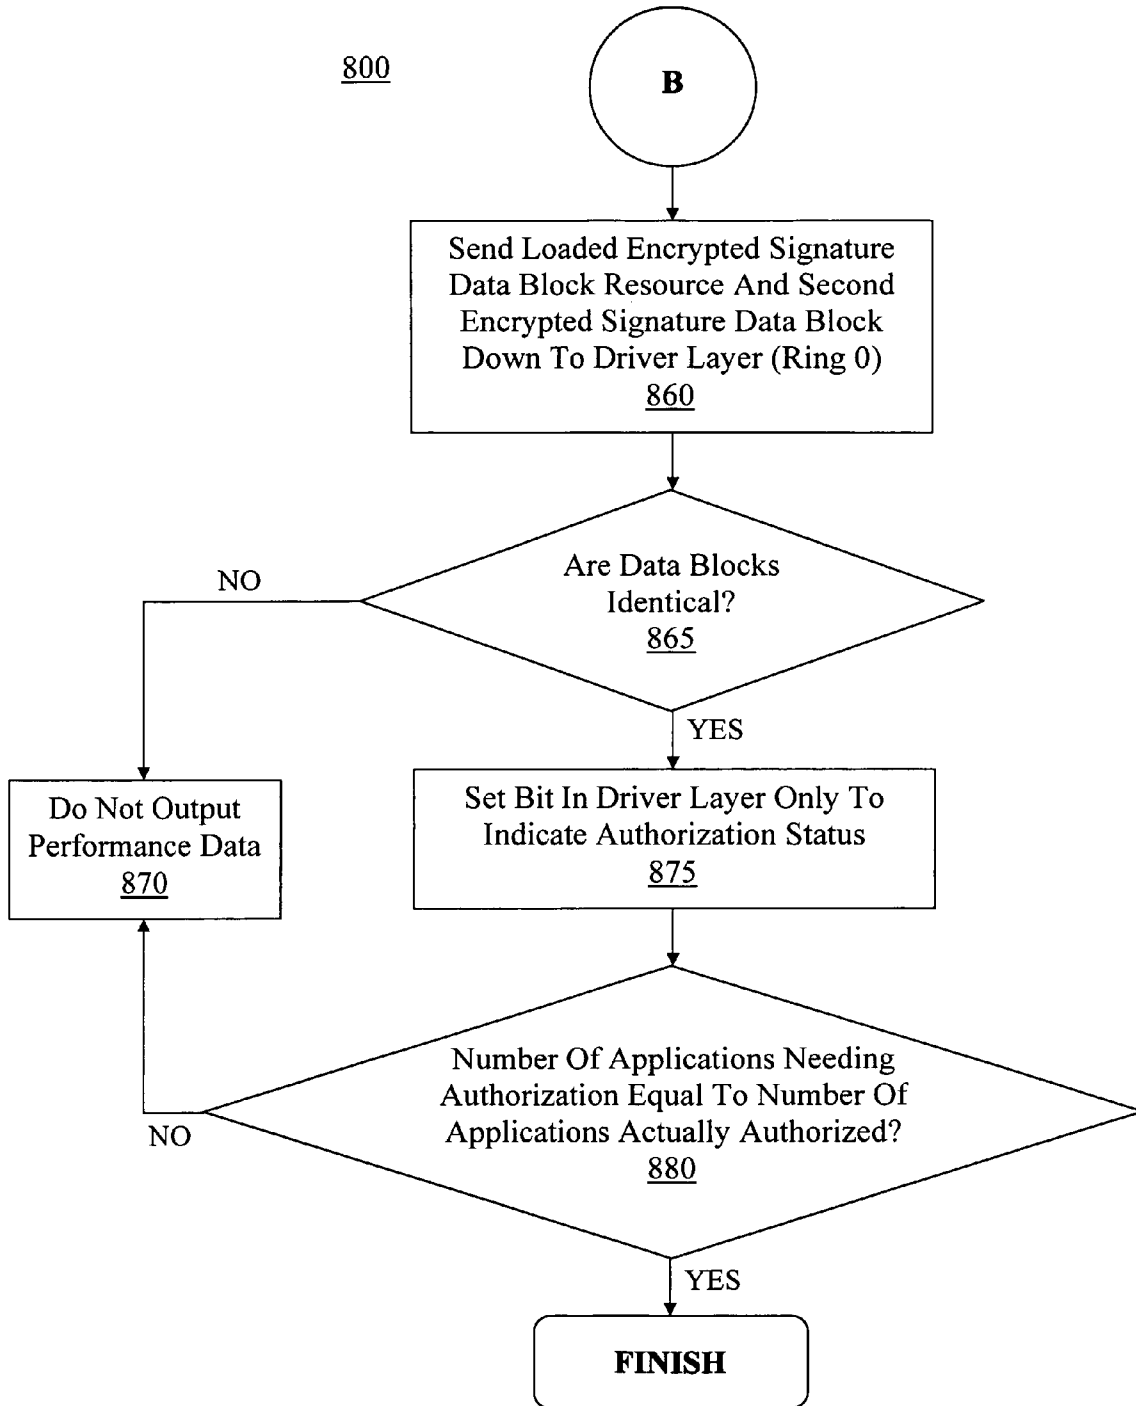 800
B
Send Loaded Encrypted Signature
Data Block Resource And Second
Encrypted Signature Data Block
Down To Driver Layer (Ring 0)
860
NO
Are Data Blocks
Identical?
865
YES
Do Not Output
Performance Data
870
Set Bit In Driver Layer Only To
Indicate Authorization Status
875
Number Of Applications Needing
Authorization Equal To Number Of
Applications Actually Authorized?
880
NO
YES
FINISH